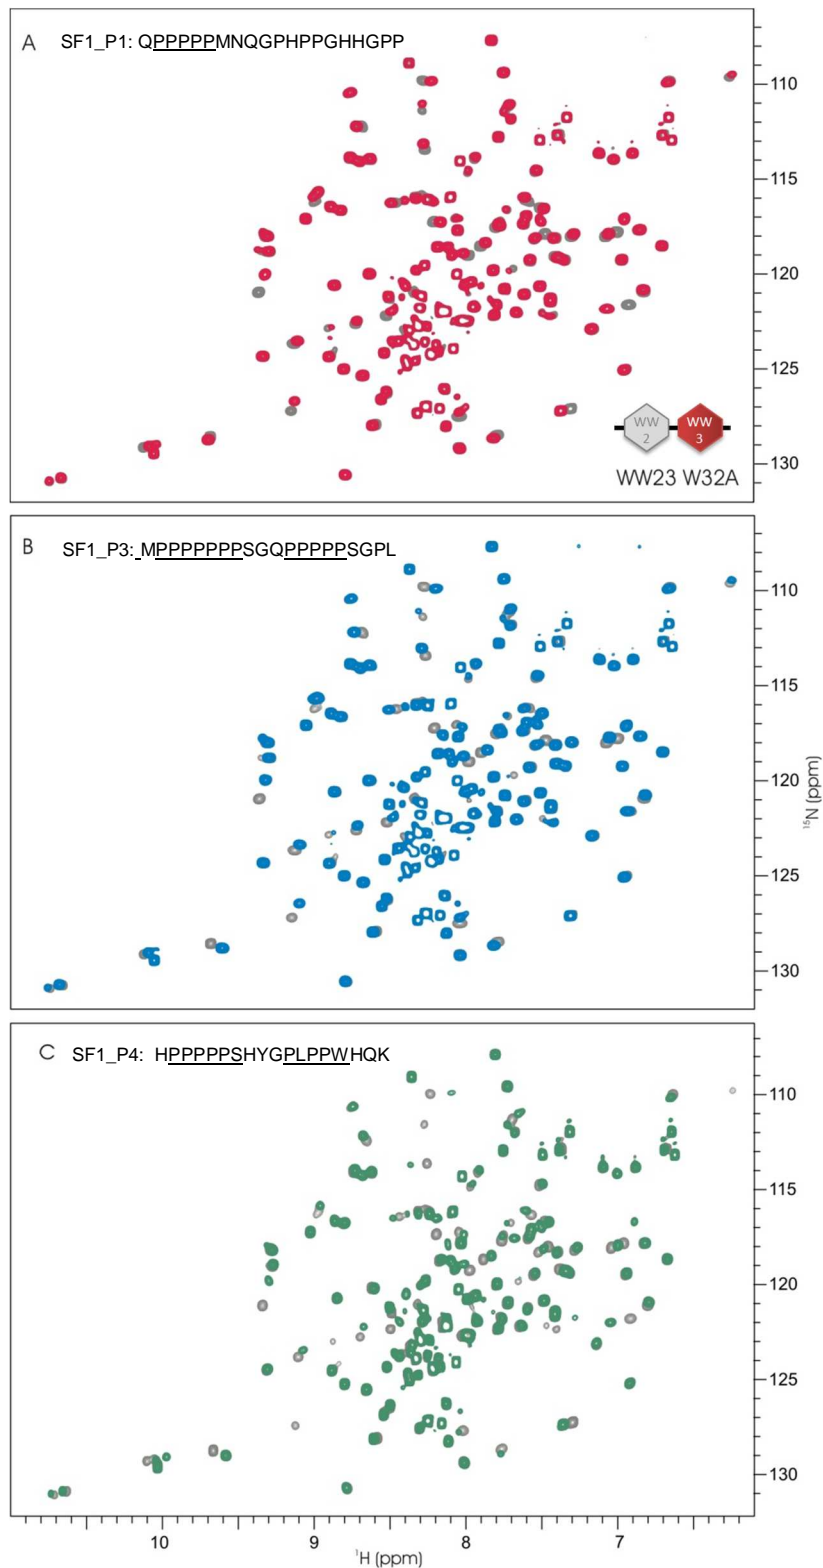 A SF1_P1: QPPPPPMNQGPHPPGHHGPP
110
115
120
125
WW
2
WW
3
130
WW23 W32A
B SF1_P3: MPPPPPPPSGQPPPPPSGPL
110
115
120
125
130
¹⁵N (ppm)
C SF1_P4: HPPPPPSHYGPLPPWHQK
110
115
120
125
130
10 9 8 7
¹H (ppm)